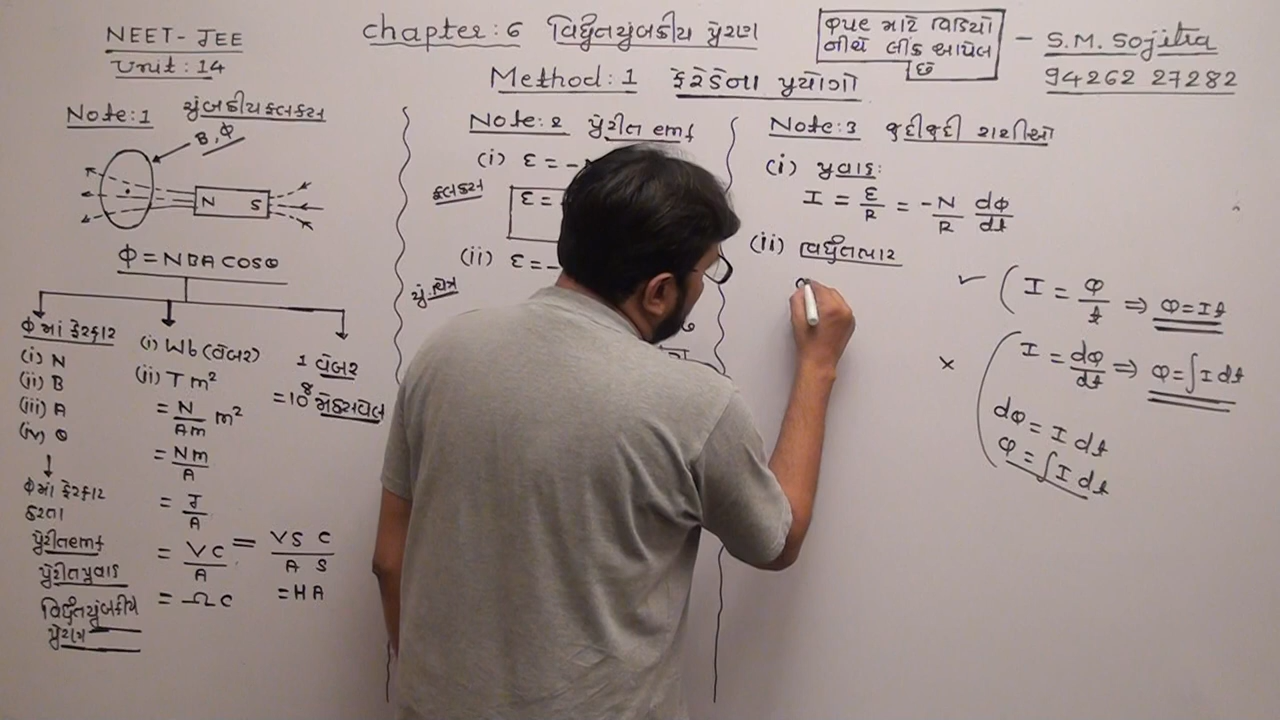 NEET - JEE
Unit : 14
chapter : 6 વિદ્યુતચુંબકીય પ્રેરણ
Method : 1 ફેરેડેના પ્રયોગો
માટે વિડિયો
નીચે લીંક આપેલ
છે
- S.M. Sojitra
94262 27282
Note : 1 ચુંબકીય ફલક્સ
B, Φ
N S
Φ = NBA COSθ
Φ માં ફેરફાર
(i) N
(ii) B
(iii) A
(iv) θ
Φ માં ફેરફાર
કરતા
પ્રેરીત emf
પ્રેરીત પ્રવાહ
વિદ્યુતચુંબકીય
પ્રેરણ
(i) Wb (વેબર)
(ii) T m²
= N/Am m²
= Nm/A
= J/A
= VC/A = VS C/A S
= Ω C = HA
1 વેબર
= 10⁸ મેક્સવેલ
Note : 2 પ્રેરીત emf
(i) ε = -
ફલક્સ
ε =
(ii) ε = -
ચું. ક્ષેત્ર
Note : 3 જુદીજુદી રાશીઓ
(i) પ્રવાહ :
I = ε/R = -N/R dΦ/dt
(ii) વિદ્યુતભાર
✓ I = φ/t ⇒ φ = It
× I = dφ/dt ⇒ φ = ∫ I dt
dφ = I dt
φ = ∫ I dt